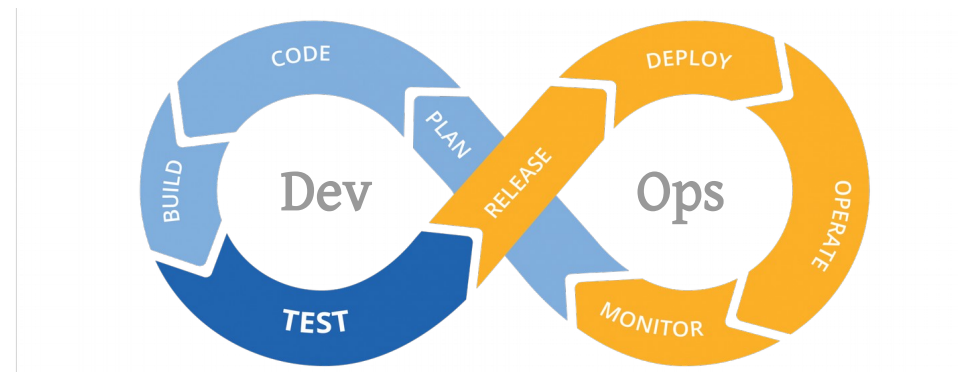 CODE
DEPLOY
PLAN
BUILD
Dev
RELEASE
Ops
OPERATE
TEST
MONITOR